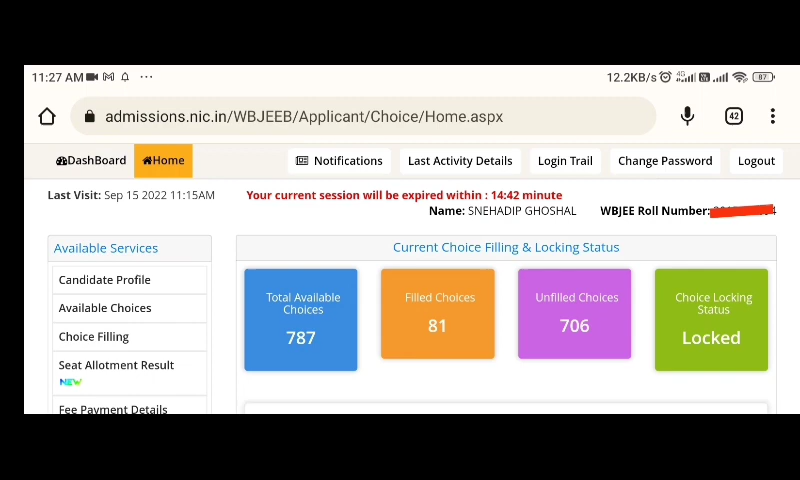 11:27 AM
12.2KB/s 4G 87
admissions.nic.in/WBJEEB/Applicant/Choice/Home.aspx 42
DashBoard Home Notifications Last Activity Details Login Trail Change Password Logout
Last Visit: Sep 15 2022 11:15AM
Your current session will be expired within : 14:42 minute
Name: SNEHADIP GHOSHAL WBJEE Roll Number:
Available Services
Candidate Profile
Available Choices
Choice Filling
Seat Allotment Result
NEW
Fee Payment Details
Current Choice Filling & Locking Status
Total Available
Choices
787
Filled Choices
81
Unfilled Choices
706
Choice Locking
Status
Locked